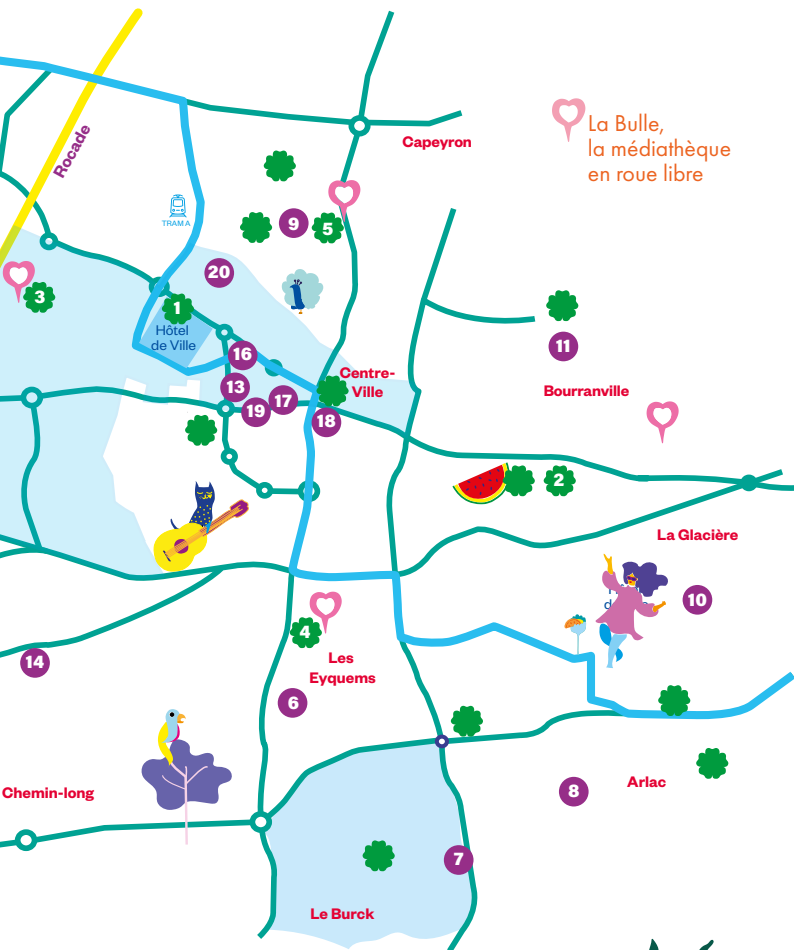 Capeyron
La Bulle,
la médiathèque
en roue libre
Rocade
TRAM A
9
5
20
3
1
Hôtel
de Ville
16
11
Centre-
Ville
13
17
19
18
Bourranville
2
La Glacière
10
4
Les
Eyquems
14
6
Chemin-long
8
Arlac
7
Le Burck